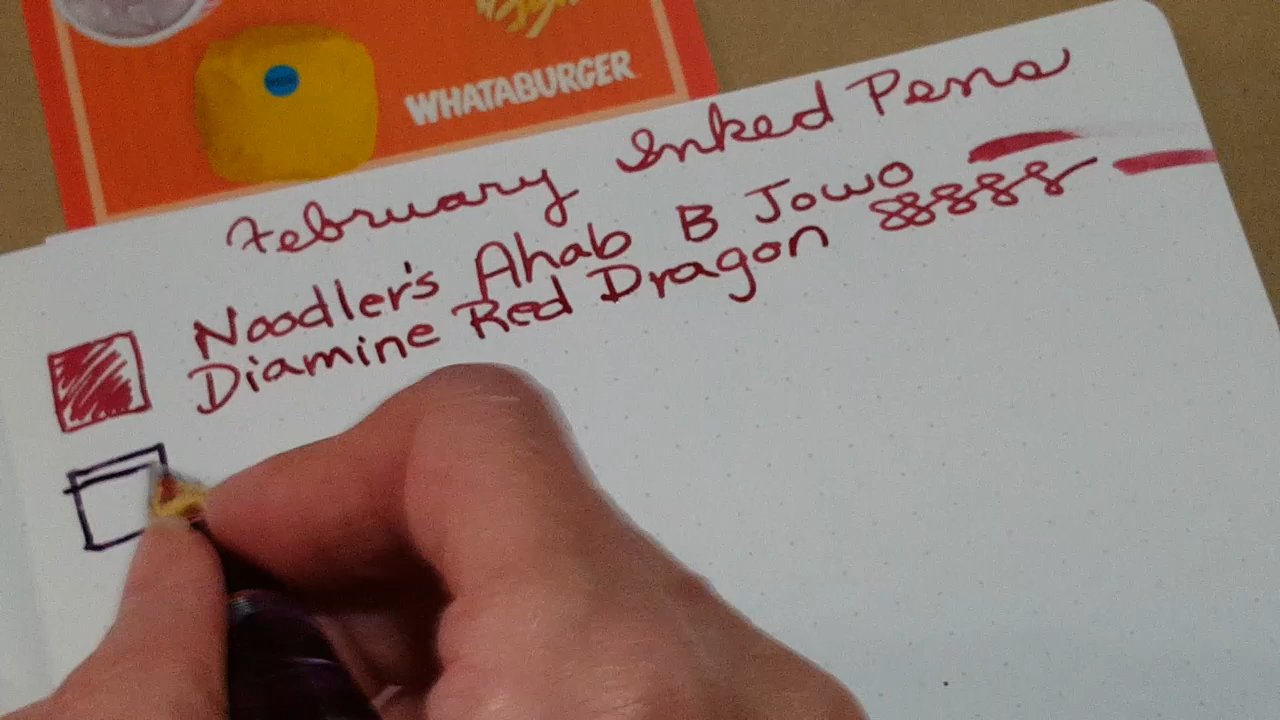 WHATABURGER
February Inked Pens
Noodler's Ahab B Jowo
Diamine Red Dragon